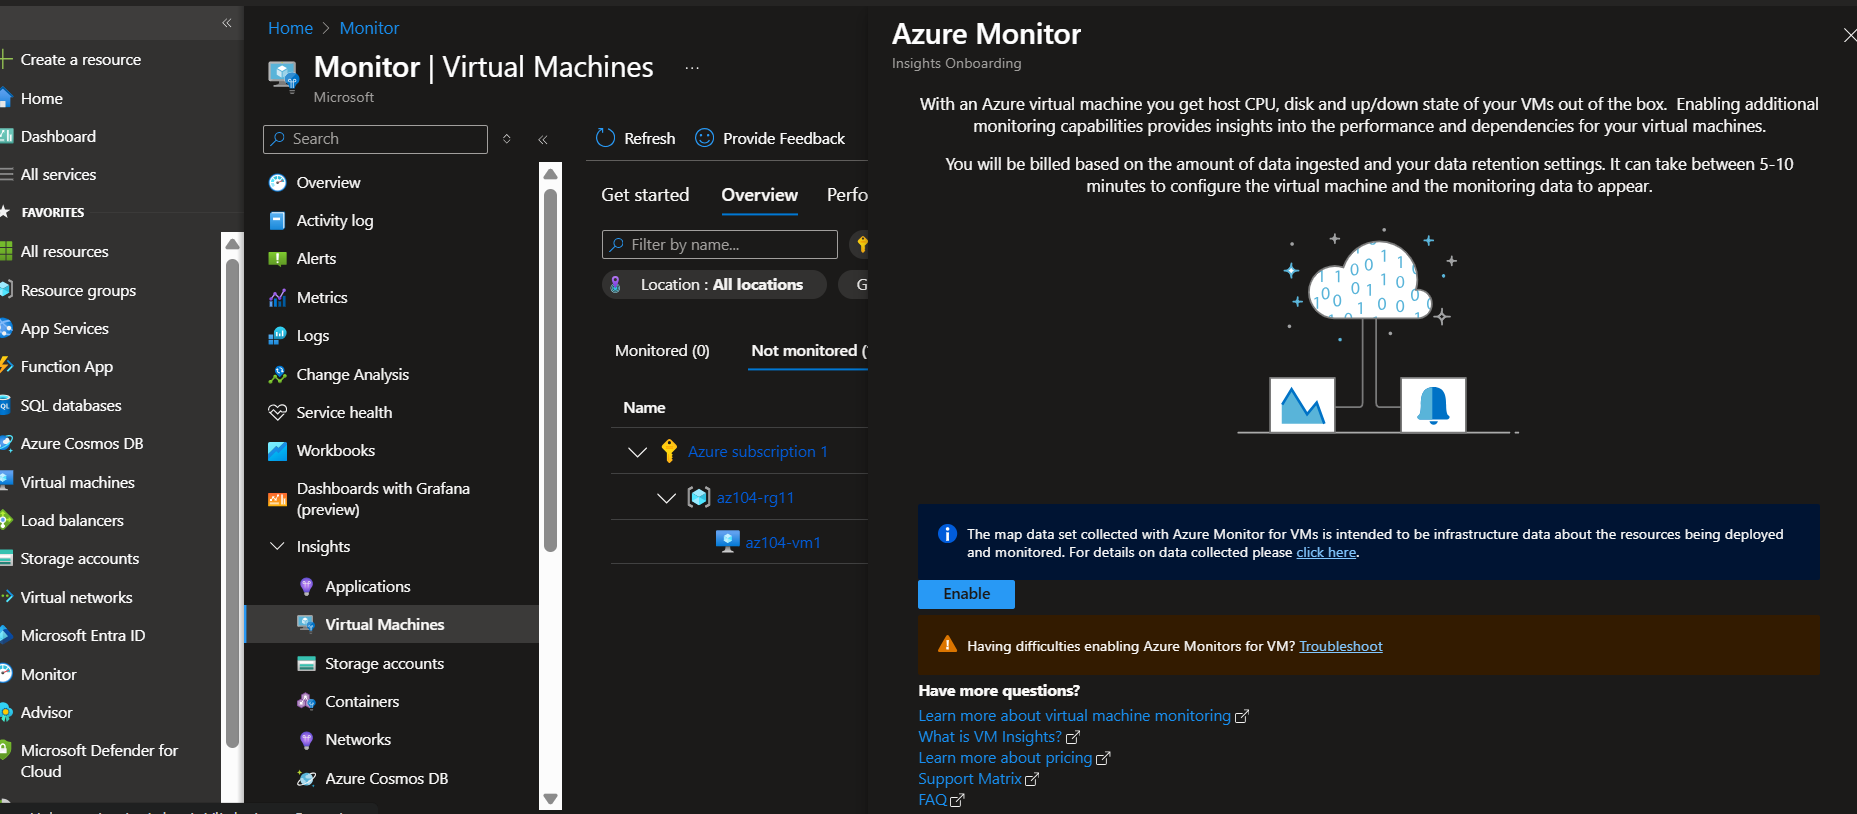 Create a resource
Home
Dashboard
All services
FAVORITES
All resources
Resource groups
App Services
Function App
SQL databases
Azure Cosmos DB
Virtual machines
Load balancers
Storage accounts
Virtual networks
Microsoft Entra ID
Monitor
Advisor
Microsoft Defender for
Cloud
Home > Monitor
Monitor | Virtual Machines ...
Microsoft
Search
Overview
Activity log
Alerts
Metrics
Logs
Change Analysis
Service health
Workbooks
Dashboards with Grafana
(preview)
Insights
Applications
Virtual Machines
Storage accounts
Containers
Networks
Azure Cosmos DB
Refresh Provide Feedback
Get started Overview Perfo
Filter by name...
Location : All locations G
Monitored (0) Not monitored (
Name
Azure subscription 1
az104-rg11
az104-vm1
Azure Monitor
Insights Onboarding
With an Azure virtual machine you get host CPU, disk and up/down state of your VMs out of the box. Enabling additional
monitoring capabilities provides insights into the performance and dependencies for your virtual machines.
You will be billed based on the amount of data ingested and your data retention settings. It can take between 5-10
minutes to configure the virtual machine and the monitoring data to appear.
The map data set collected with Azure Monitor for VMs is intended to be infrastructure data about the resources being deployed
and monitored. For details on data collected please click here.
Enable
Having difficulties enabling Azure Monitors for VM? Troubleshoot
Have more questions?
Learn more about virtual machine monitoring
What is VM Insights?
Learn more about pricing
Support Matrix
FAQ